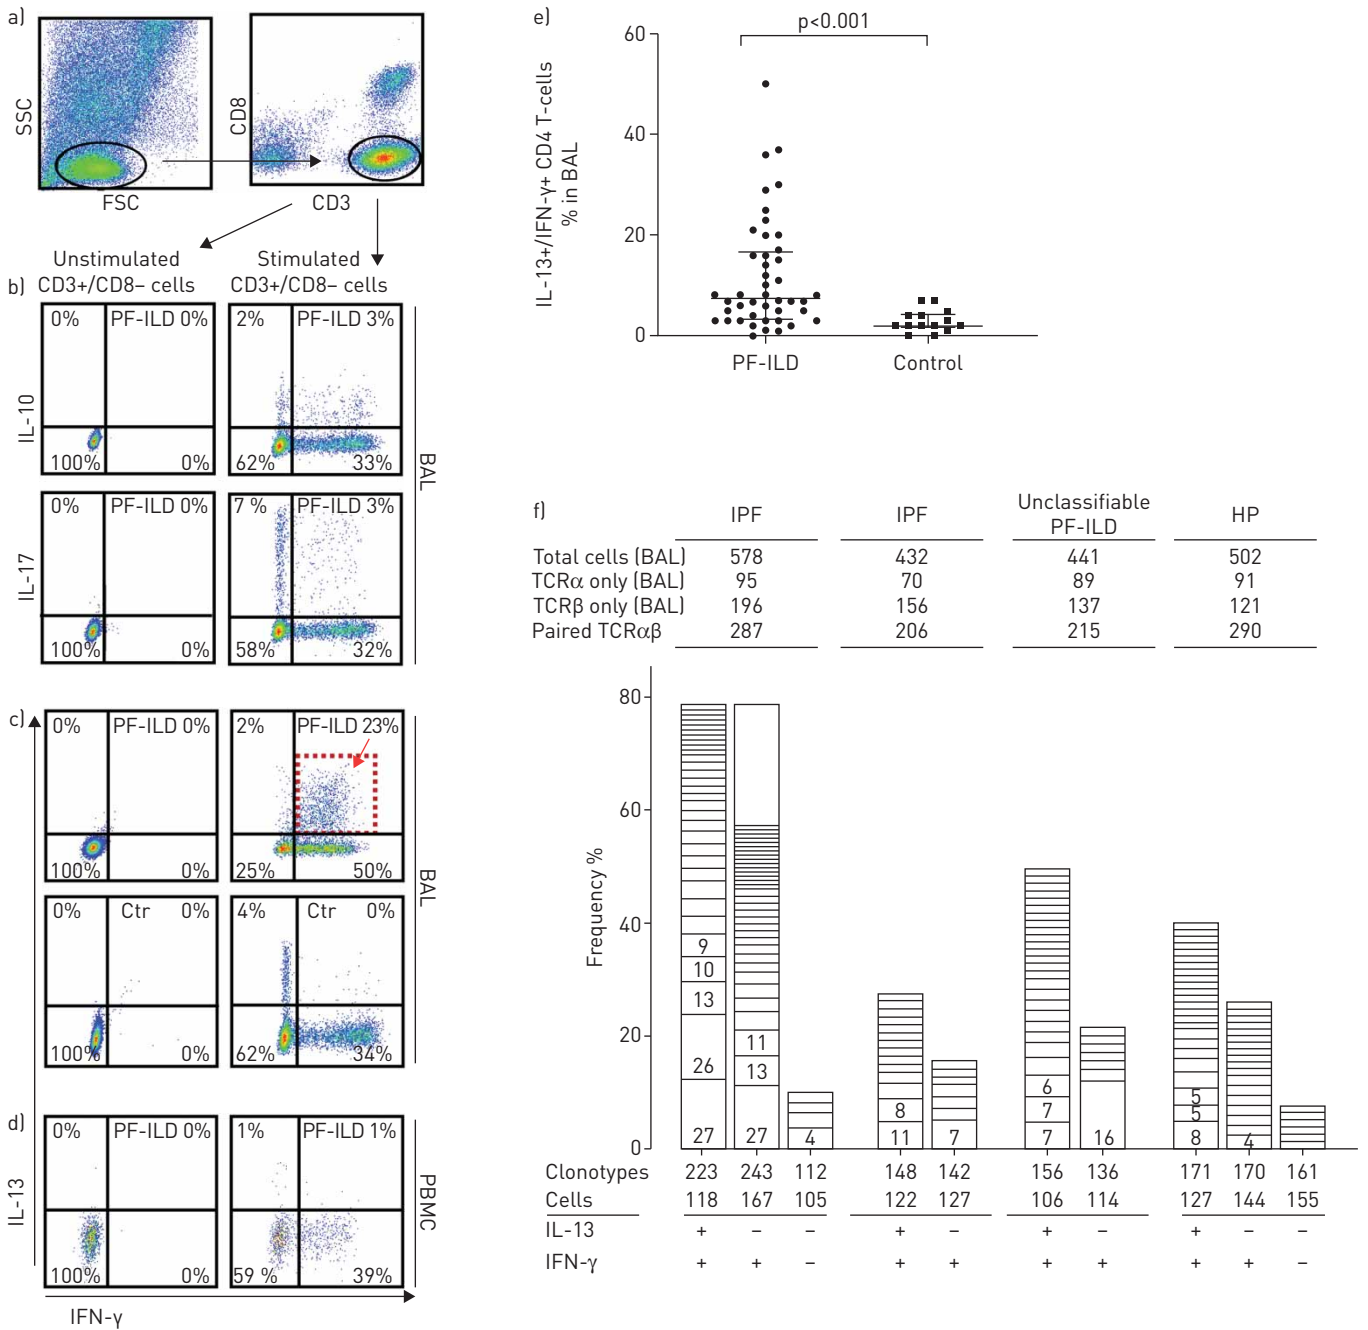 a)
SSC
FSC
CD8
CD3
Unstimulated
CD3+/CD8– cells
Stimulated
CD3+/CD8– cells
b)
IL-10
0% PF-ILD 0%
100% 0%
2% PF-ILD 3%
62% 33%
IL-17
0% PF-ILD 0%
100% 0%
7 % PF-ILD 3%
58% 32%
BAL
c)
0% PF-ILD 0%
100% 0%
2% PF-ILD 23%
25% 50%
0% Ctr 0%
100% 0%
4% Ctr 0%
62% 34%
BAL
d)
IL-13
0% PF-ILD 0%
100% 0%
1% PF-ILD 1%
59 % 39%
PBMC
IFN-γ
e)
p<0.001
IL-13+/IFN-γ+ CD4 T-cells
% in BAL
60
40
20
0
PF-ILD Control
f)
IPF IPF Unclassifiable PF-ILD HP
Total cells (BAL) 578 432 441 502
TCRα only (BAL) 95 70 89 91
TCRβ only (BAL) 196 156 137 121
Paired TCRαβ 287 206 215 290
Frequency %
80
60
40
20
0
9
10
13
26
27
11
13
27
4
8
11
7
6
7
7
16
5
5
8
4
Clonotypes 223 243 112 148 142 156 136 171 170 161
Cells 118 167 105 122 127 106 114 127 144 155
IL-13 + – – + – + – + – –
IFN-γ + + – + + + + + + –